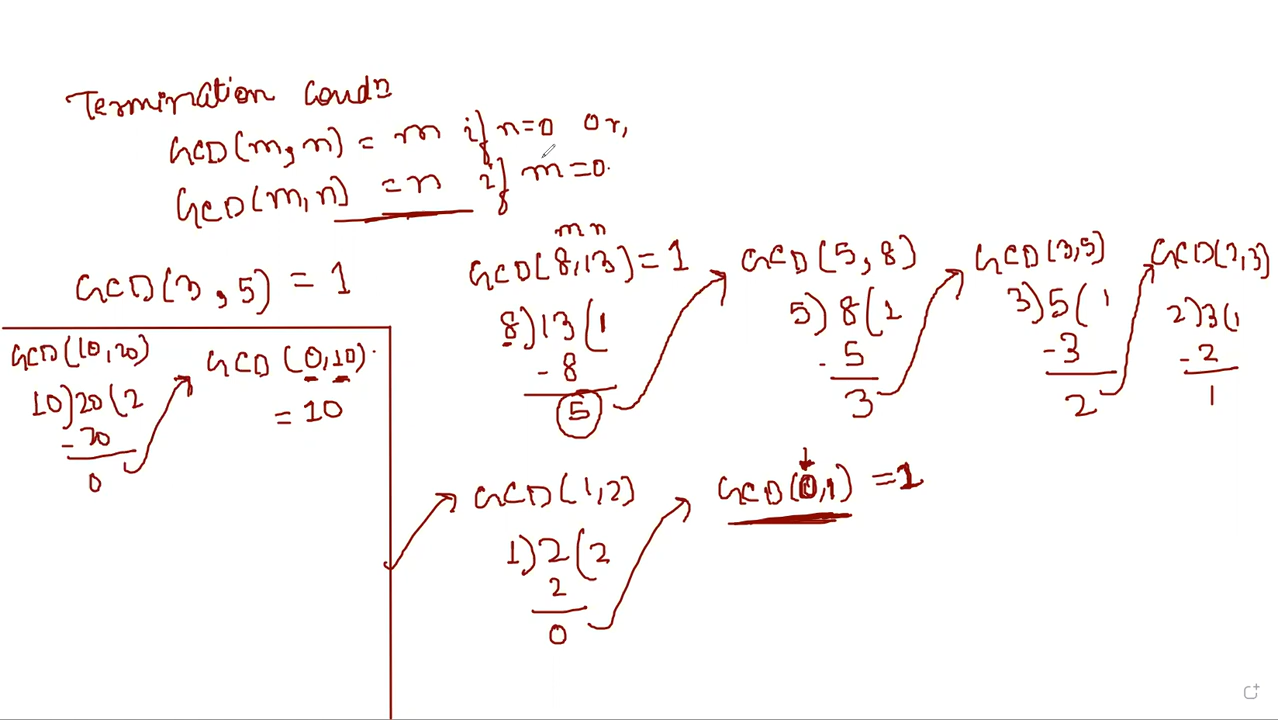 Termination Condn
GCD(m,n) = m if n=0 or,
GCD(m,n) = n if m=0.
GCD(3,5) = 1
GCD(10,20)
10)20(2
-20
0
GCD(0,10).
=10
m n
GCD(8,13)=1
8)13(1
-8
5
GCD(5,8)
5)8(1
-5
3
GCD(3,5)
3)5(1
-3
2
GCD(2,3)
2)3(1
-2
1
GCD(1,2)
1)2(2
2
0
GCD(0,1) =1